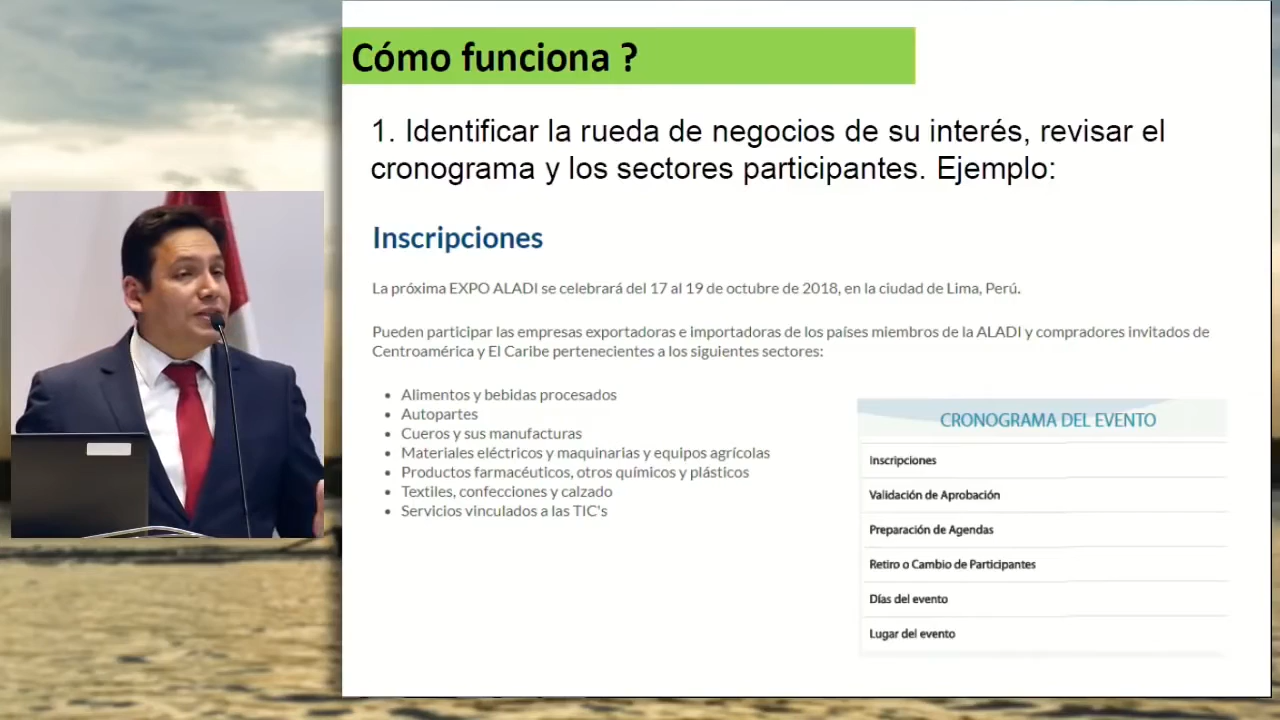 Cómo funciona ?
1. Identificar la rueda de negocios de su interés, revisar el
cronograma y los sectores participantes. Ejemplo:
Inscripciones
La próxima EXPO ALADI se celebrará del 17 al 19 de octubre de 2018, en la ciudad de Lima, Perú.
Pueden participar las empresas exportadoras e importadoras de los países miembros de la ALADI y compradores invitados de
Centroamérica y El Caribe pertenecientes a los siguientes sectores:
• Alimentos y bebidas procesados
• Autopartes
• Cueros y sus manufacturas
• Materiales eléctricos y maquinarias y equipos agrícolas
• Productos farmacéuticos, otros químicos y plásticos
• Textiles, confecciones y calzado
• Servicios vinculados a las TIC's
CRONOGRAMA DEL EVENTO
Inscripciones
Validación de Aprobación
Preparación de Agendas
Retiro o Cambio de Participantes
Días del evento
Lugar del evento